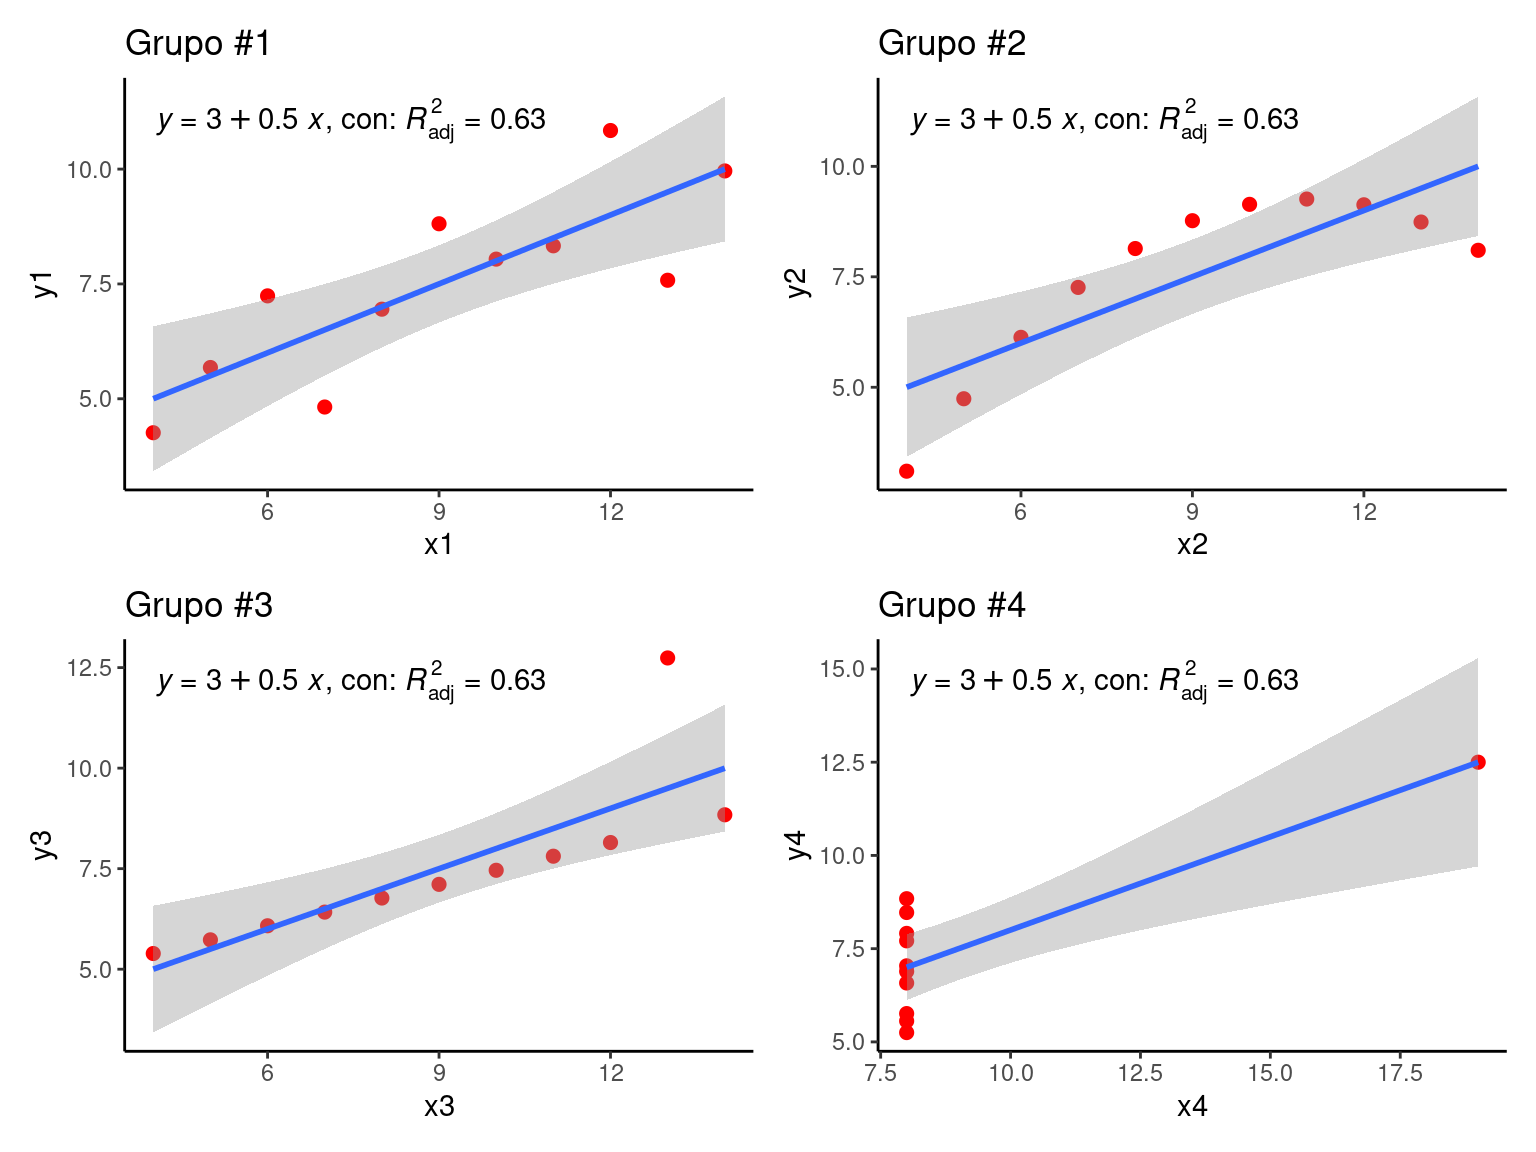 Grupo #1
y = 3 + 0.5 x, con: R²adj = 0.63
10.0
7.5
5.0
y1
6 9 12
x1
Grupo #2
y = 3 + 0.5 x, con: R²adj = 0.63
10.0
7.5
5.0
y2
6 9 12
x2
Grupo #3
y = 3 + 0.5 x, con: R²adj = 0.63
12.5
10.0
7.5
5.0
y3
6 9 12
x3
Grupo #4
y = 3 + 0.5 x, con: R²adj = 0.63
15.0
12.5
10.0
7.5
5.0
y4
7.5 10.0 12.5 15.0 17.5
x4